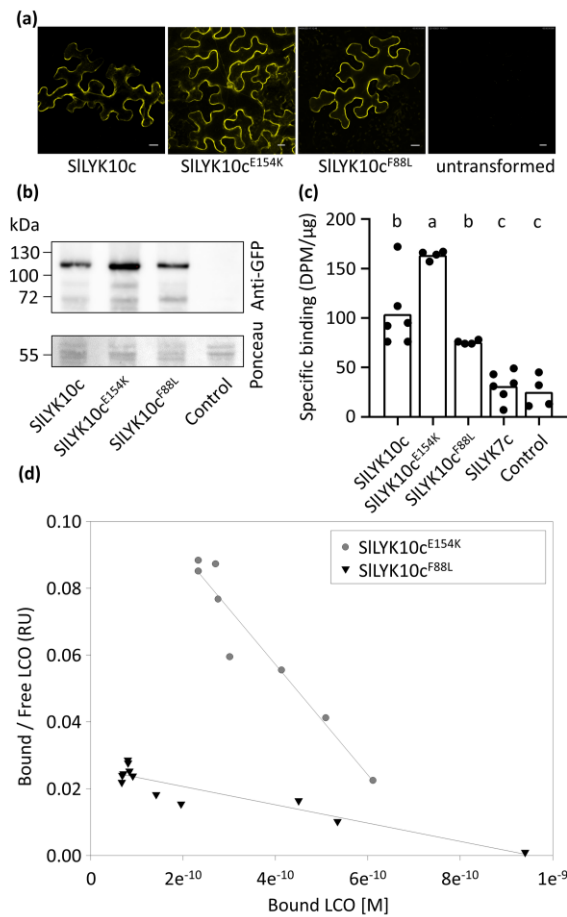 (a)
SlLYK10c SlLYK10c^E154K SlLYK10c^F88L untransformed
(b)
kDa
130
100
72
Anti-GFP
55
Ponceau
SlLYK10c
SlLYK10c^E154K
SlLYK10c^F88L
Control
(c)
b a b c c
Specific binding (DPM/µg)
200
150
100
50
0
SlLYK10c
SlLYK10c^E154K
SlLYK10c^F88L
SlLYK7c
Control
(d)
SlLYK10c^E154K
SlLYK10c^F88L
Bound / Free LCO (RU)
0.10
0.08
0.06
0.04
0.02
0.00
0 2e-10 4e-10 6e-10 8e-10 1e-9
Bound LCO [M]